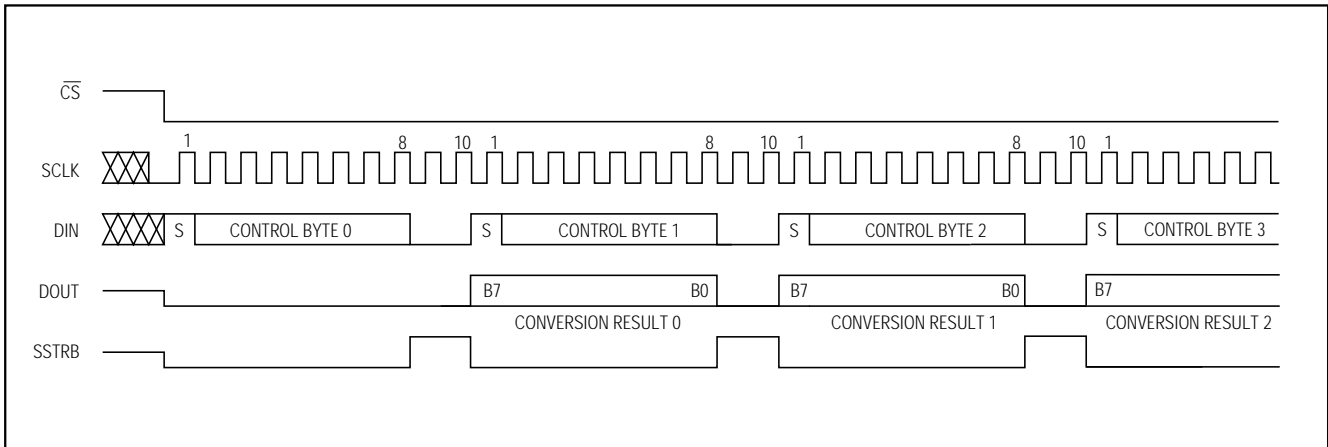 CS
1 8 10 1 8 10 1 8 10 1
SCLK
DIN S CONTROL BYTE 0 S CONTROL BYTE 1 S CONTROL BYTE 2 S CONTROL BYTE 3
DOUT B7 B0 B7 B0 B7
CONVERSION RESULT 0 CONVERSION RESULT 1 CONVERSION RESULT 2
SSTRB